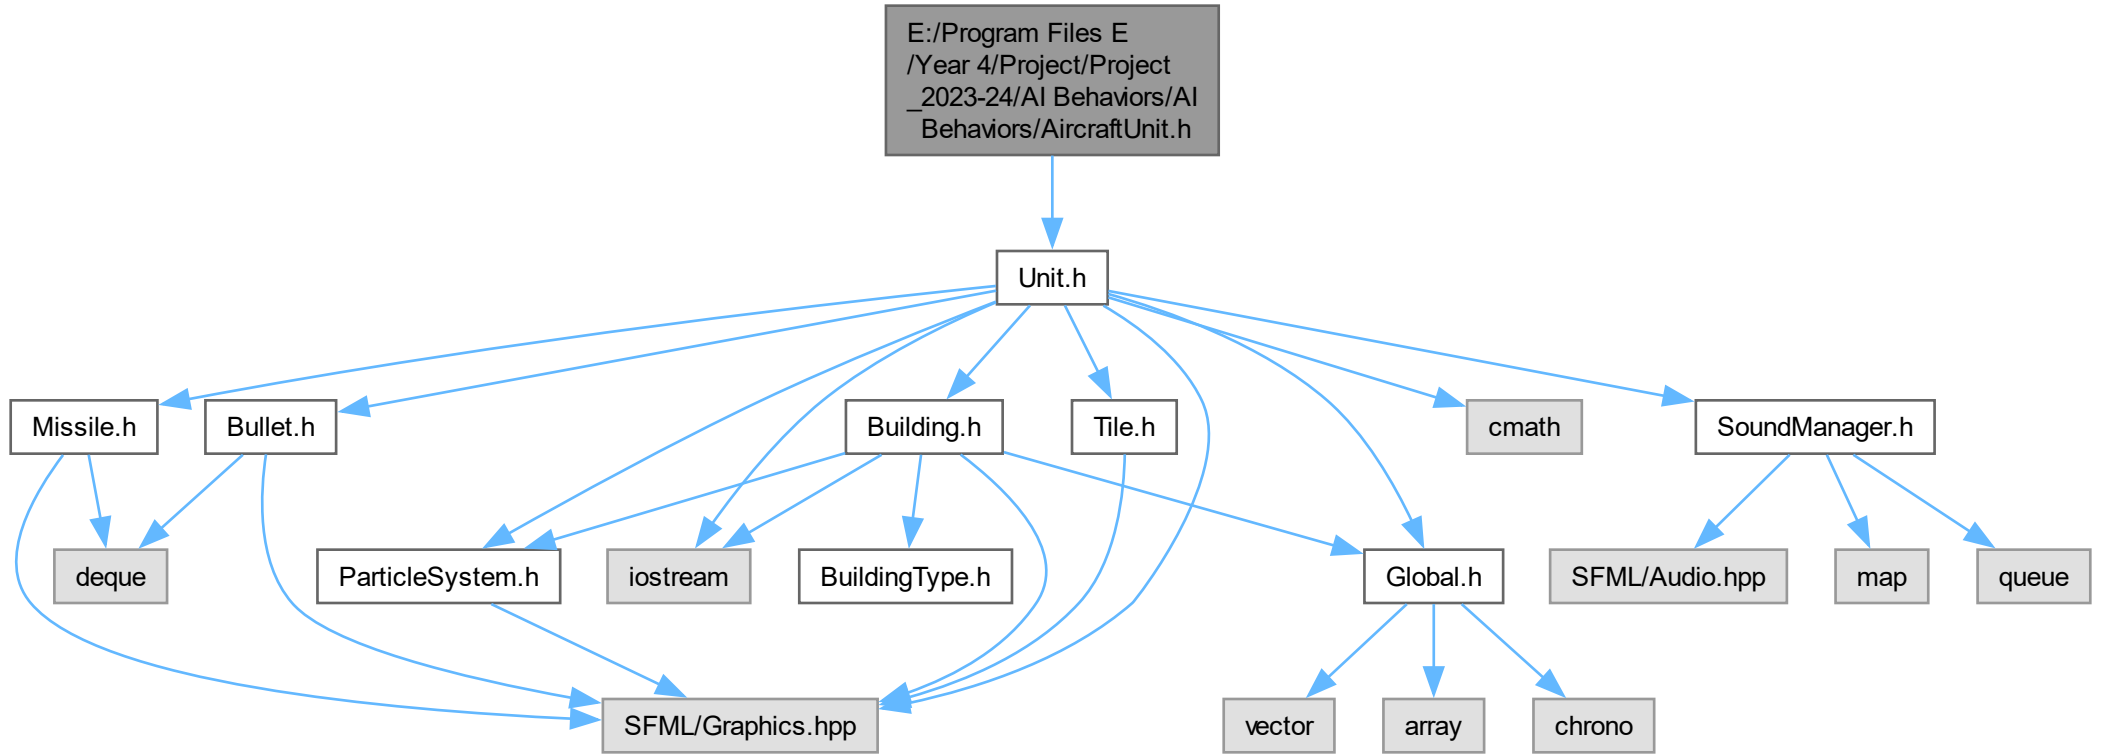 E:/Program Files E
/Year 4/Project/Project
_2023-24/AI Behaviors/AI
Behaviors/AircraftUnit.h
Unit.h
Missile.h
Bullet.h
Building.h
Tile.h
cmath
SoundManager.h
deque
ParticleSystem.h
iostream
BuildingType.h
Global.h
SFML/Audio.hpp
map
queue
SFML/Graphics.hpp
vector
array
chrono